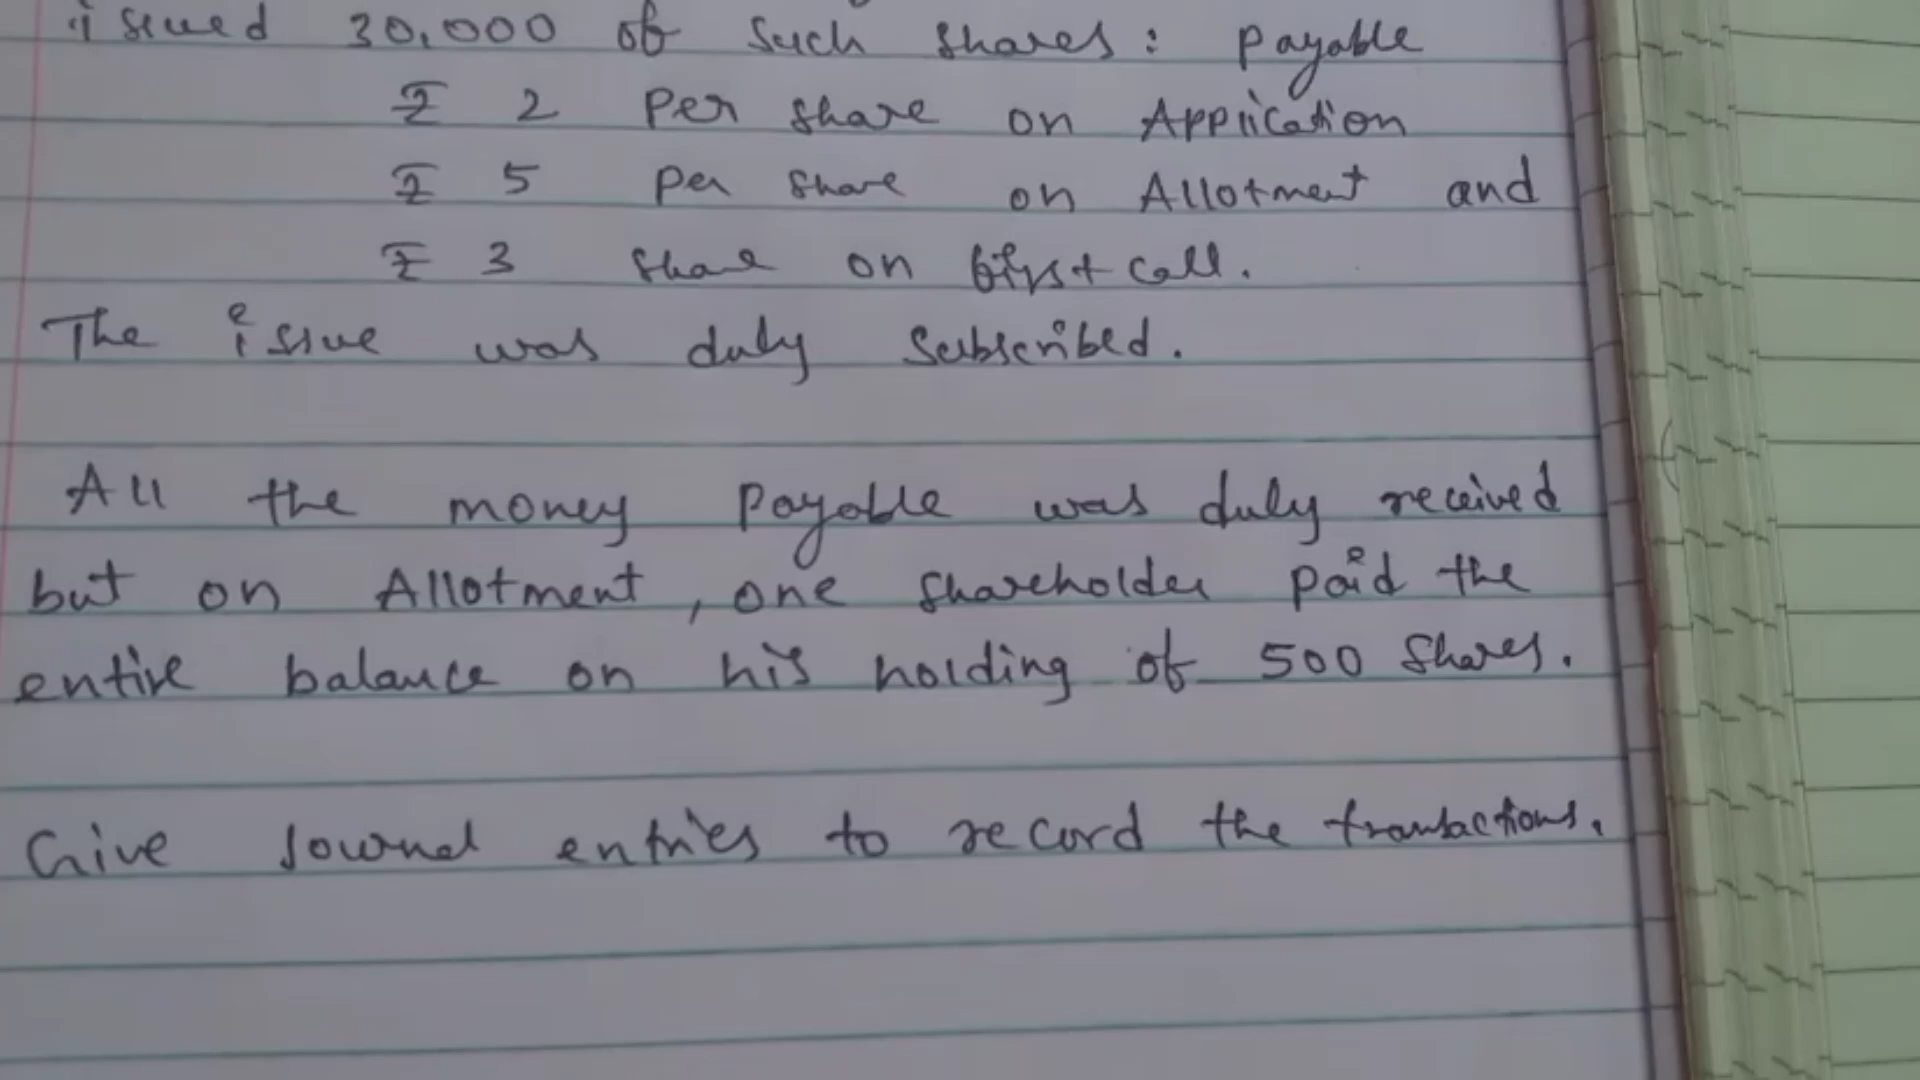 issued 30,000 of such shares: payable
₹ 2 per share on Application
₹ 5 per share on Allotment and
₹ 3 share on first call.
The issue was duly subscribed.
All the money payable was duly received
but on Allotment, one shareholder paid the
entire balance on his holding of 500 shares.
Give Journal entries to record the transactions.